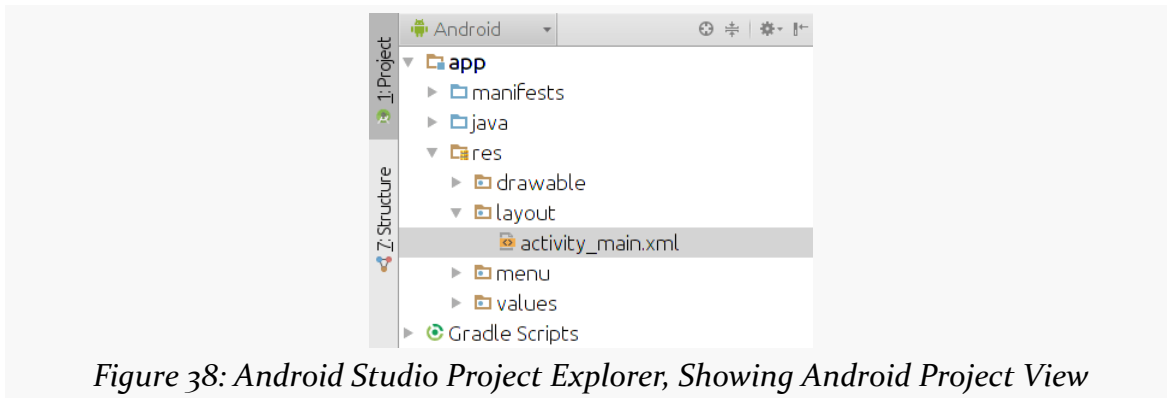 Android
1: Project
app
manifests
java
res
drawable
7: Structure
layout
activity_main.xml
menu
values
Gradle Scripts
Figure 38: Android Studio Project Explorer, Showing Android Project View